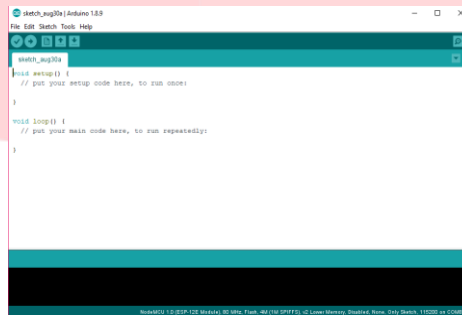 sketch_aug30a | Arduino 1.8.9
File Edit Sketch Tools Help
sketch_aug30a
void setup() {
// put your setup code here, to run once:
}
void loop() {
// put your main code here, to run repeatedly:
}
NodeMCU 1.0 (ESP-12E Module), 80 MHz, Flash, 4M (1M SPIFFS), v2 Lower Memory, Disabled, None, Only Sketch, 115200 on